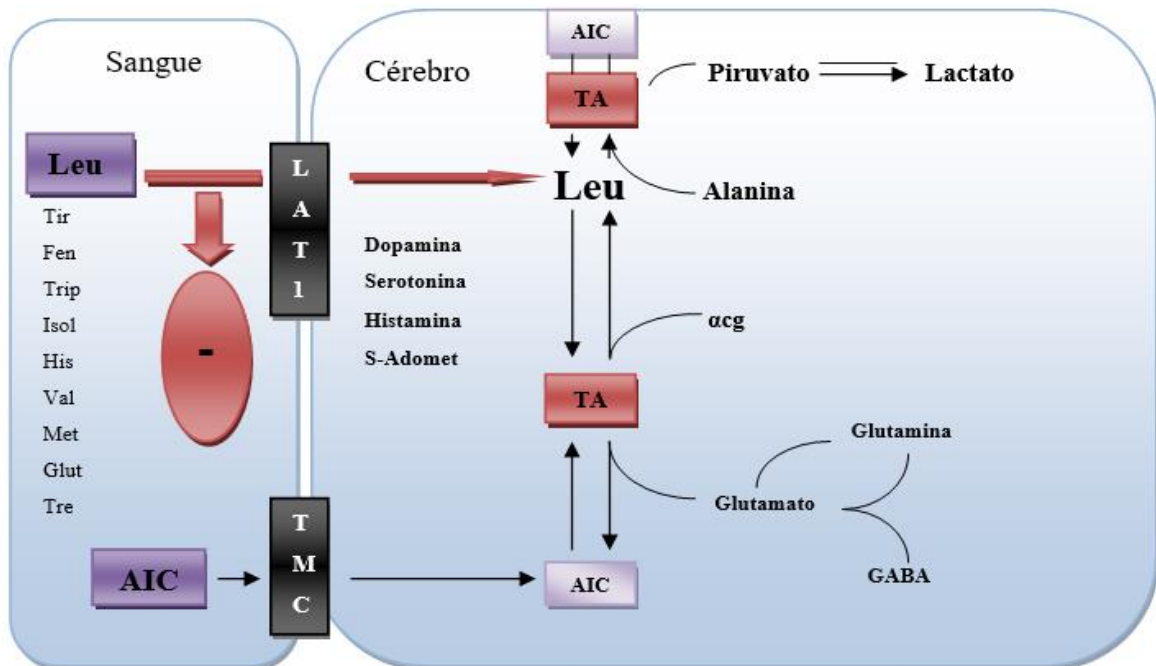 Sangue
Cérebro
AIC
TA
Piruvato
Lactato
Leu
L
A
T
1
Leu
Alanina
Tir
Fen
Trip
Isol
His
Val
Met
Glut
Tre
-
Dopamina
Serotonina
Histamina
S-Adomet
αcg
TA
Glutamina
Glutamato
GABA
AIC
T
M
C
AIC